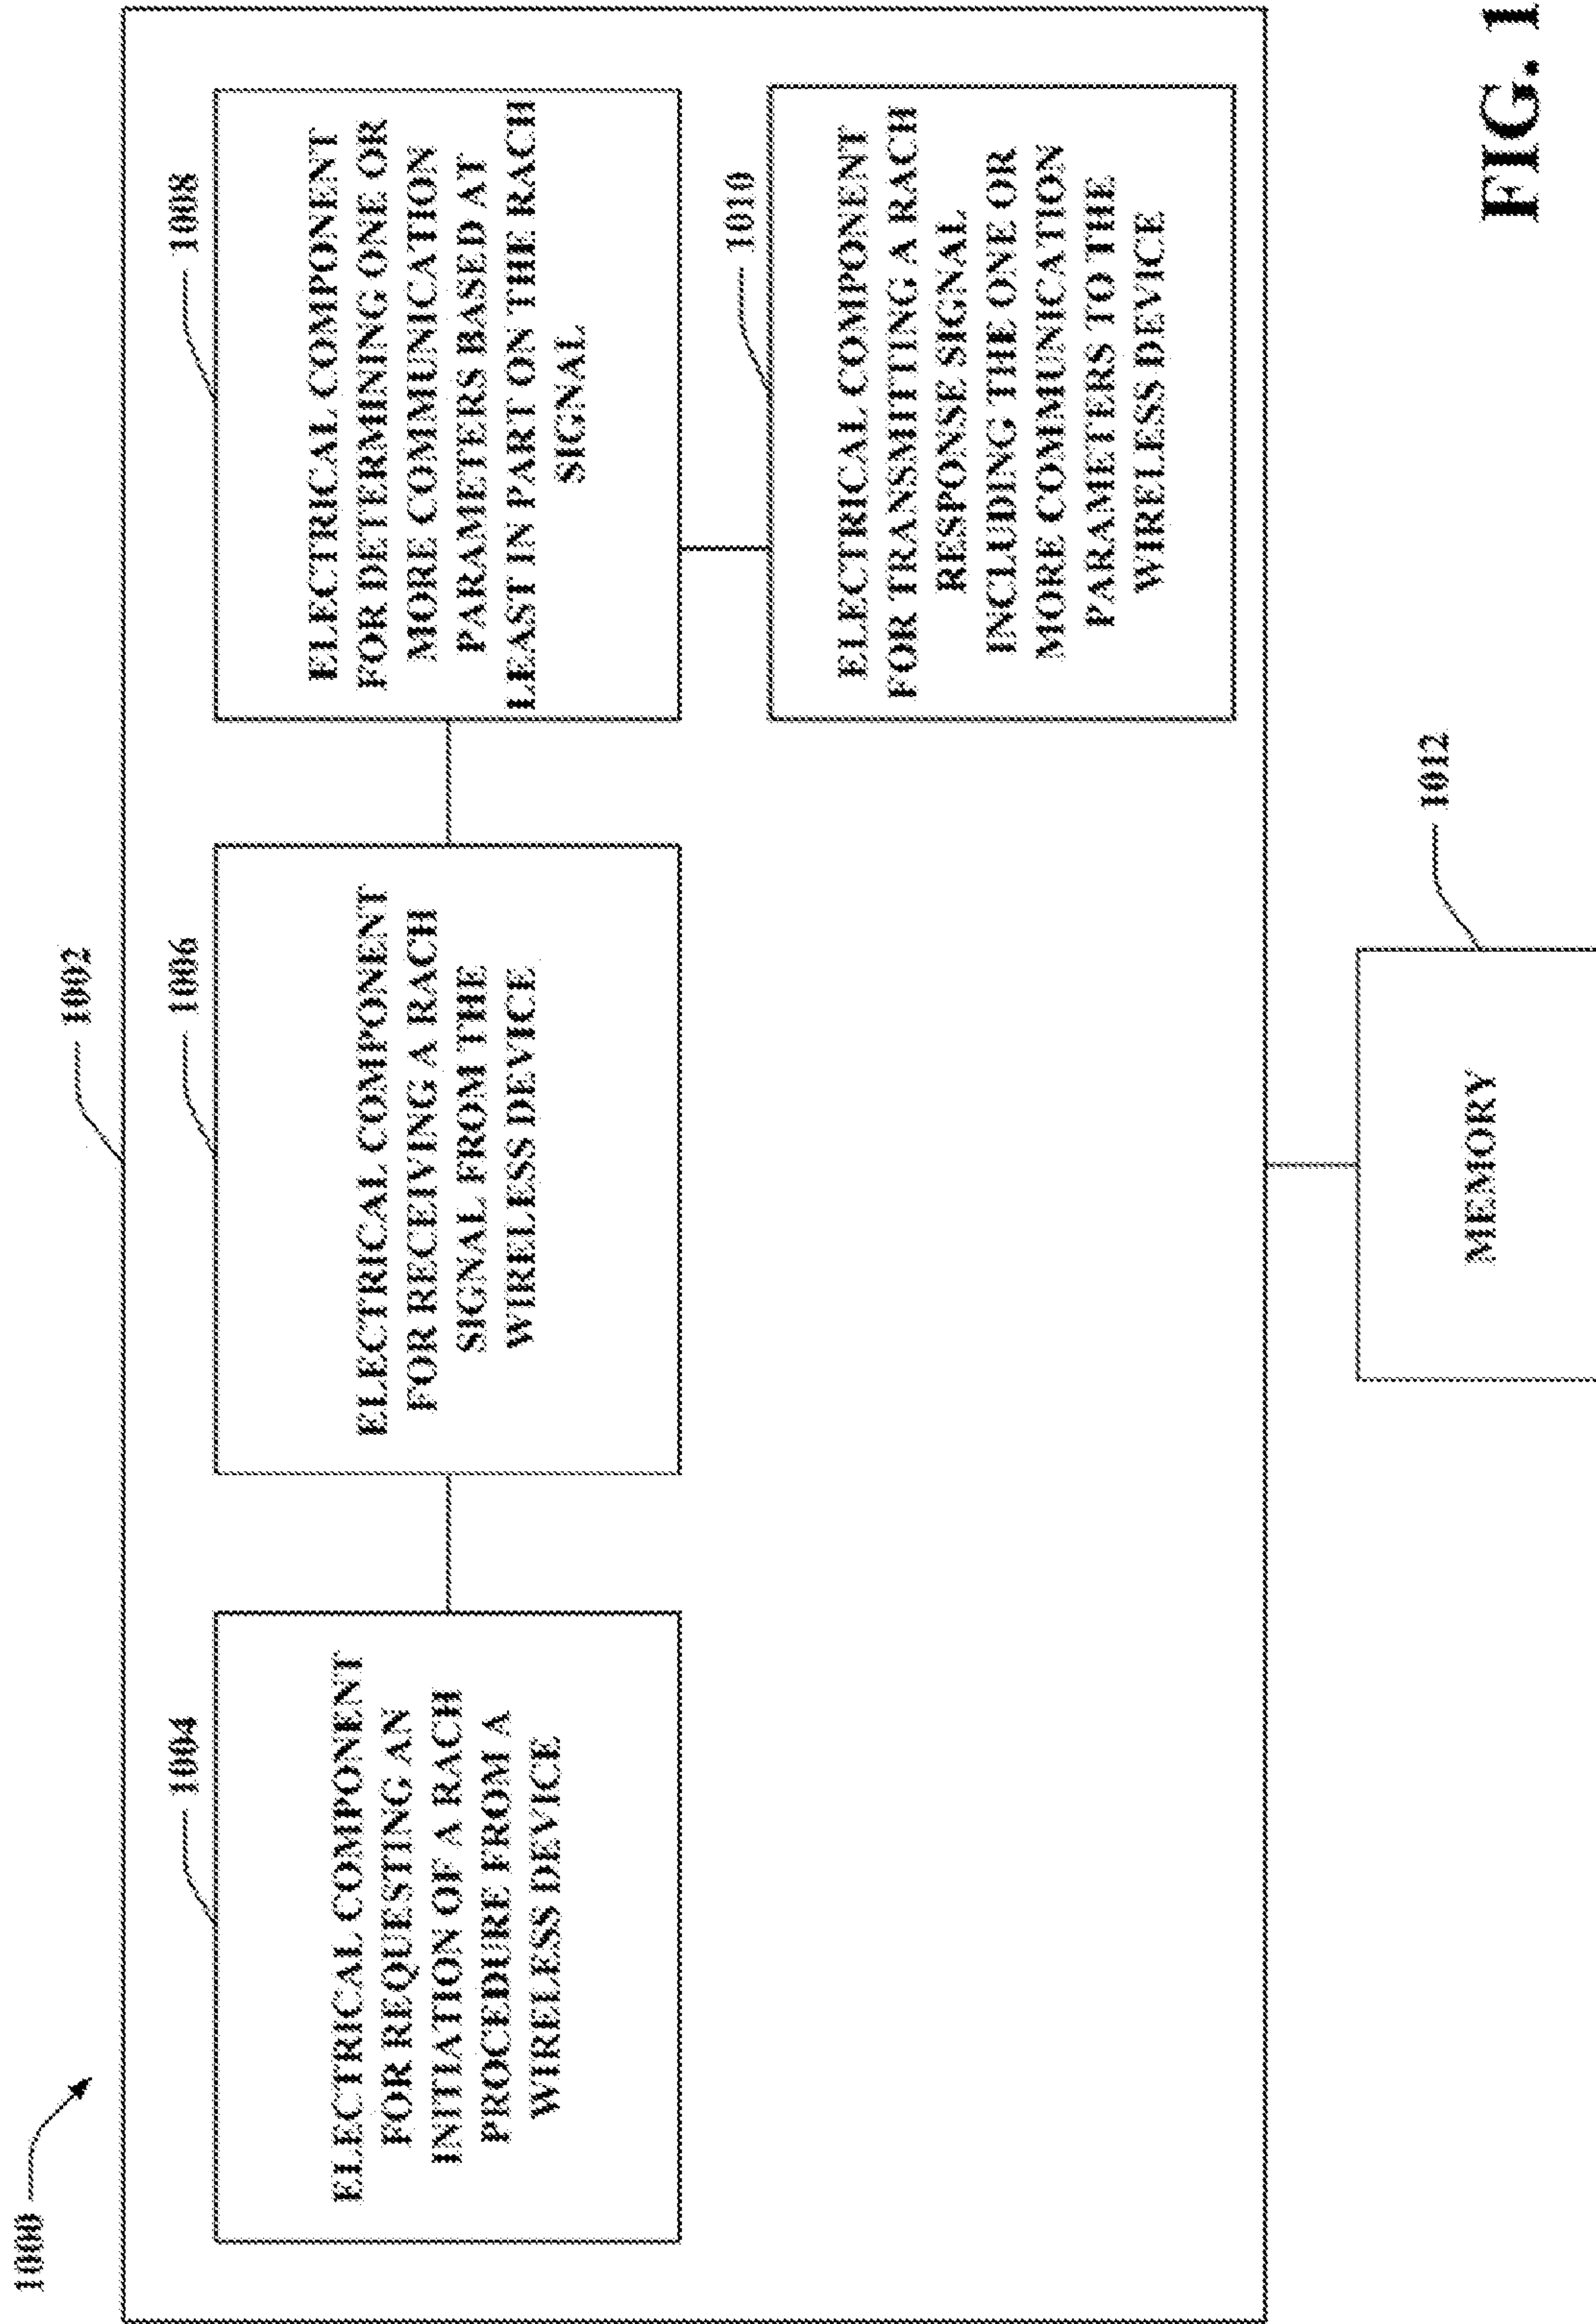 1000
1002
1004
ELECTRICAL COMPONENT
FOR REQUESTING AN
INITIATION OF A RACH
PROCEDURE FROM A
WIRELESS DEVICE
1006
ELECTRICAL COMPONENT
FOR RECEIVING A RACH
SIGNAL FROM THE
WIRELESS DEVICE
1008
ELECTRICAL COMPONENT
FOR DETERMINING ONE OR
MORE COMMUNICATION
PARAMETERS BASED AT
LEAST IN PART ON THE RACH
SIGNAL
1010
ELECTRICAL COMPONENT
FOR TRANSMITTING A RACH
RESPONSE SIGNAL
INCLUDING THE ONE OR
MORE COMMUNICATION
PARAMETERS TO THE
WIRELESS DEVICE
1012
MEMORY
FIG. 1